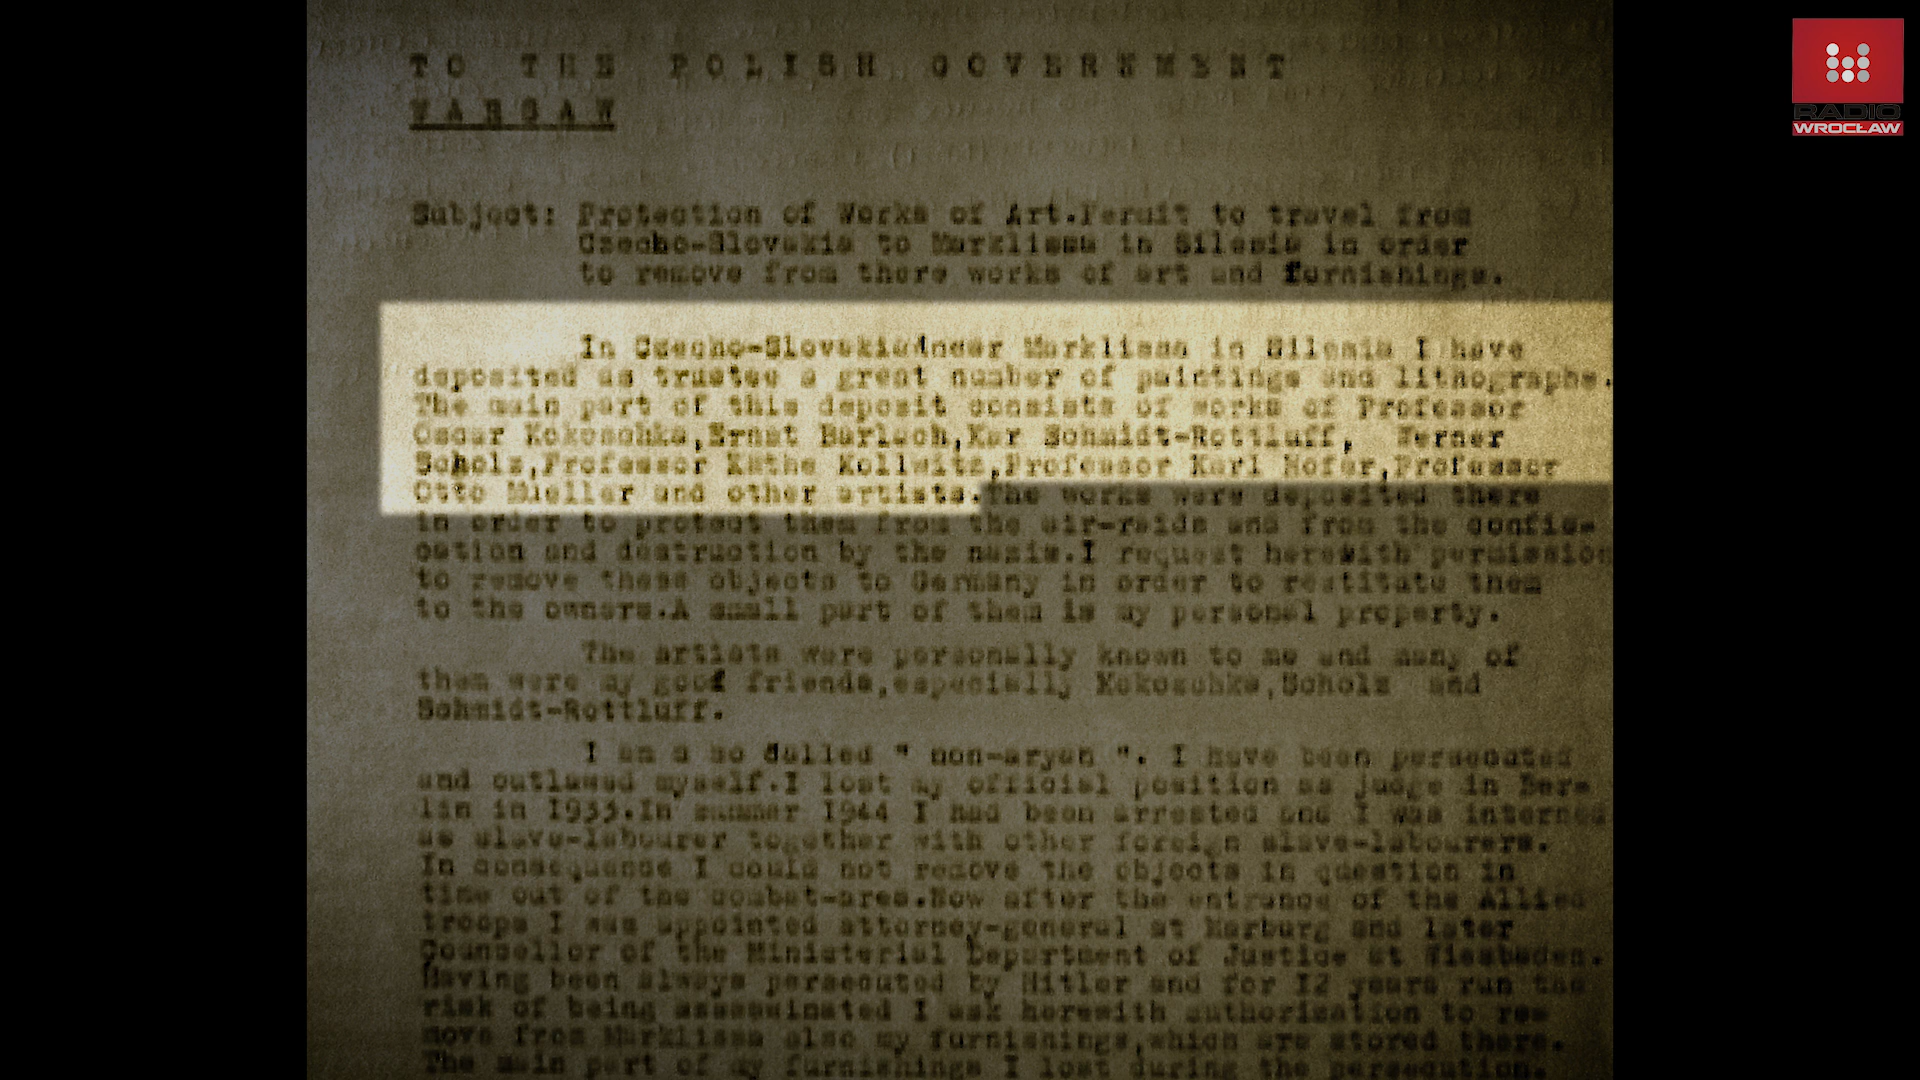 TO THE POLISH GOVERNMENT
WARSAW
Subject: Protection of Works of Art.Permit to travel from
Czecho-Slovakia to Marklissa in Silesia in order
to remove from there works of art and furnishings.
In Czecho-Slovakia near Marklissa in Silesia I have
deposited as trustee a great number of paintings and lithographs.
The main part of this deposit consists of works of Professor
Oscar Kokoschka,Ernst Barlach,Kar Schmidt-Rottluff, Werner
Scholz,Professor Käthe Kollwitz,Professor Karl Hofer,Professor
Otto Mueller and other artists.The works were deposited there
in order to protect them from the air-raids and from the confis-
cation and destruction by the nazis.I request herewith permission
to remove these objects to Germany in order to restitate them
to the owners.A small part of them is my personal property.
The artists were personally known to me and many of
them were my good friends,especially Kokoschka,Scholz and
Schmidt-Rottluff.
I am a so called " non-aryan ". I have been persecuted
and outlawed myself.I lost my official position as judge in Ber-
lin in 1933.In summer 1944 I had been arrested and I was interned
as slave-labourer together with other foreign slave-labourers.
In consequence I could not remove the objects in question in
time out of the combat-area.Now after the entrance of the Allied
troops I was appointed attorney-general at Marburg and later
Counsellor of the Ministerial Department of Justice at Wiesbaden.
Having been always persecuted by Hitler and for 12 years run the
risk of being assassinated I ask herewith authorization to re-
move from Marklissa also my furnishings,which are stored there.
The main part of my furnishings I lost during the persecution.
RADIO
WROCŁAW